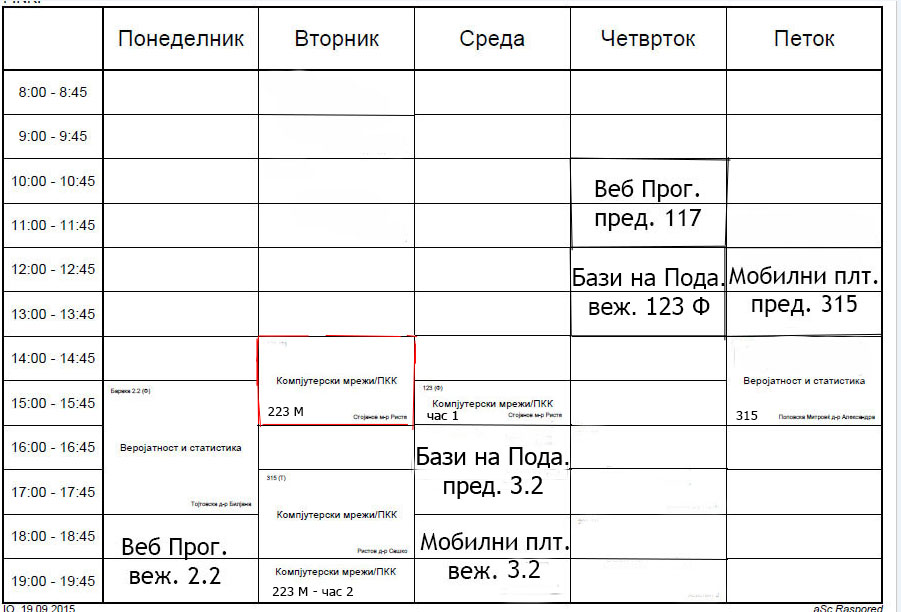 Понеделник Вторник Среда Четврток Петок
8:00 - 8:45
9:00 - 9:45
10:00 - 10:45
Веб Прог.
пред. 117
11:00 - 11:45
12:00 - 12:45
Бази на Пода.
веж. 123 Ф
Мобилни плт.
пред. 315
13:00 - 13:45
14:00 - 14:45
Компјутерски мрежи/ПКК
223 М
Стојанов м-р Ристе
Веројатност и статистика
315
Поповска Митровиќ д-р Александра
15:00 - 15:45
Барака 2.2 (Ф)
Веројатност и статистика
Тојтовска д-р Билјана
123 (Ф)
Компјутерски мрежи/ПКК
час 1
Стојанов м-р Ристе
16:00 - 16:45
Бази на Пода.
пред. 3.2
17:00 - 17:45
315 (Т)
Компјутерски мрежи/ПКК
Ристов д-р Сашко
18:00 - 18:45
Веб Прог.
веж. 2.2
Мобилни плт.
веж. 3.2
19:00 - 19:45
Компјутерски мрежи/ПКК
223 М - час 2
19.09.2015
aSc Raspored